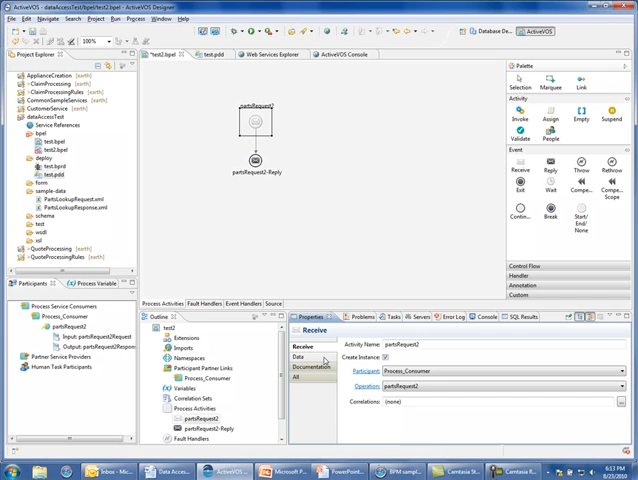 ActiveVOS - dataAccessTest/bpel/test2.bpel - ActiveVOS Designer
File Edit Navigate Search Project Run Process Window Help
100%
Database De...
ActiveVOS
Project Explorer
ApplianceCreation [earth]
ClaimProcessing [earth]
ClaimProcessingRules [earth]
CommonSampleServices [earth]
CustomerService [earth]
dataAccessTest
Service References
bpel
test.bpel
test2.bpel
deploy
test.bprd
test.pdd
form
sample-data
PartsLookupRequest.xml
PartsLookupResponse.xml
schema
test
wsdl
xsl
QuoteProcessing [earth]
QuoteProcessingRules [earth]
*test2.bpel
test.pdd
Web Services Explorer
ActiveVOS Console
partsRequest2
partsRequest2-Reply
Process Activities Fault Handlers Event Handlers Source
Palette
Selection Marquee Link
Activity
Invoke Assign Empty Suspend
Validate People
Event
Receive Reply Throw Rethrow
Exit Wait Compe... Compe...
Scope
Contin... Break Start/
End/
None
Control Flow
Handler
Annotation
Custom
Participants
Process Variable
Process Service Consumers
Process_Consumer
partsRequest2
Input: partsRequest2Request
Output: partsRequest2Respon
Partner Service Providers
Human Task Participants
Outline
test2
Extensions
Imports
Namespaces
Participant Partner Links
Process_Consumer
Variables
Correlation Sets
Process Activities
partsRequest2
partsRequest2-Reply
Fault Handlers
Properties Problems Tasks Servers Error Log Console SQL Results
Receive
Receive
Data
Documentation
All
Activity Name: partsRequest2
Create Instance:
Participant: Process_Consumer
Operation: partsRequest2
Correlations: (none)
...
Inbox - Mic...
Data Acces...
ActiveVOS ...
Microsoft P...
PowerPoint...
BPM sampl...
Camtasia St...
Camtasia R...
6:13 PM
8/23/2010